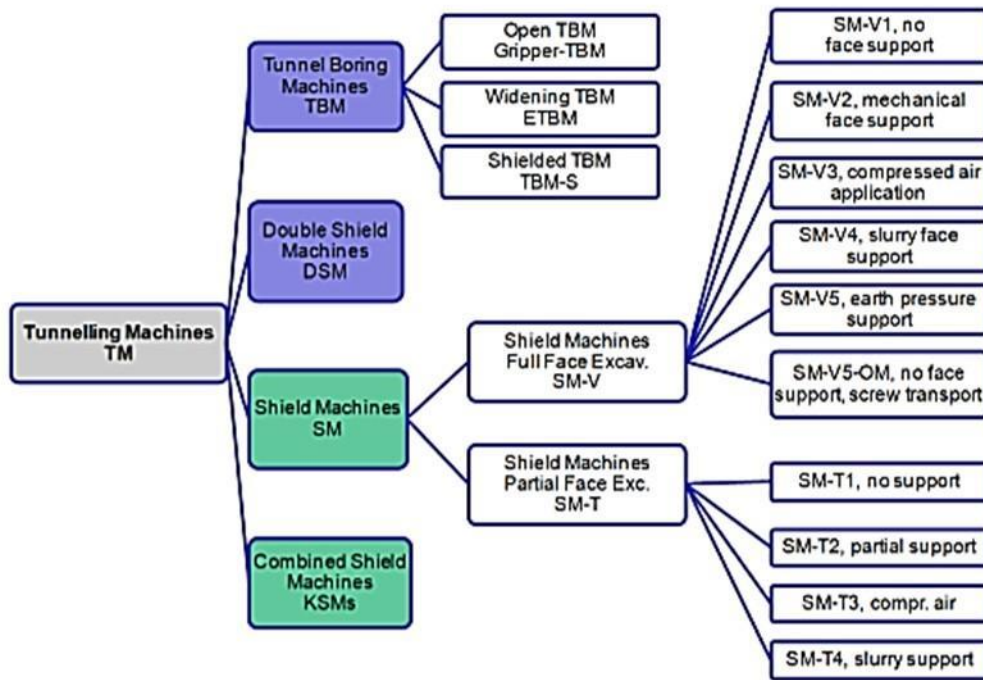 Tunnelling Machines
TM
Tunnel Boring
Machines
TBM
Double Shield
Machines
DSM
Shield Machines
SM
Combined Shield
Machines
KSMs
Open TBM
Gripper-TBM
Widening TBM
ETBM
Shielded TBM
TBM-S
Shield Machines
Full Face Excav.
SM-V
Shield Machines
Partial Face Exc.
SM-T
SM-V1, no
face support
SM-V2, mechanical
face support
SM-V3, compressed air
application
SM-V4, slurry face
support
SM-V5, earth pressure
support
SM-V5-OM, no face
support, screw transport
SM-T1, no support
SM-T2, partial support
SM-T3, compr. air
SM-T4, slurry support